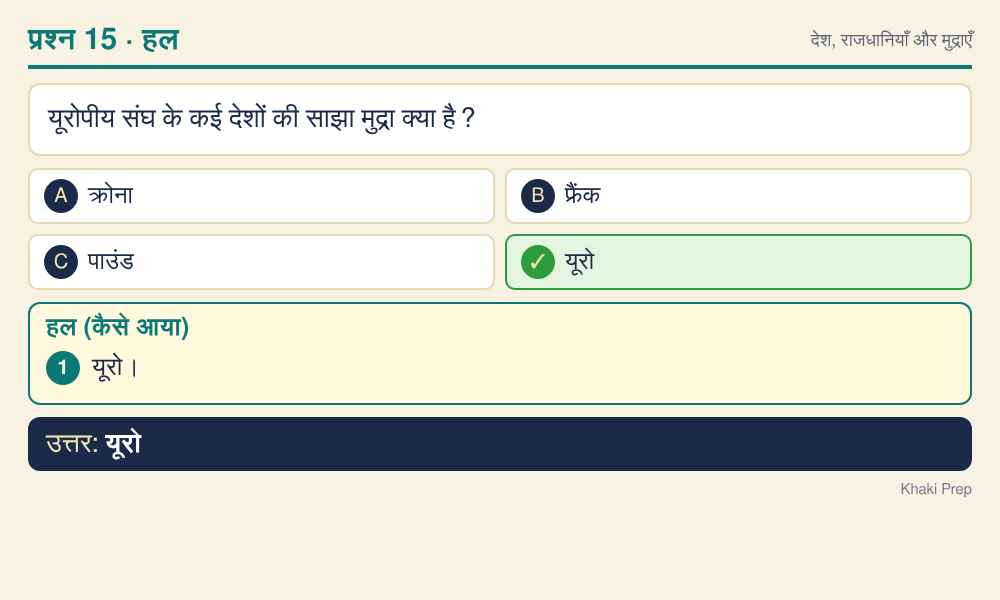 प्रश्न 15 · हल
देश, राजधानियाँ और मुद्राएँ
यूरोपीय संघ के कई देशों की साझा मुद्रा क्या है ?
A क्रोना
B फ्रैंक
C पाउंड
✓ यूरो
हल (कैसे आया)
1 यूरो।
उत्तर: यूरो
Khaki Prep